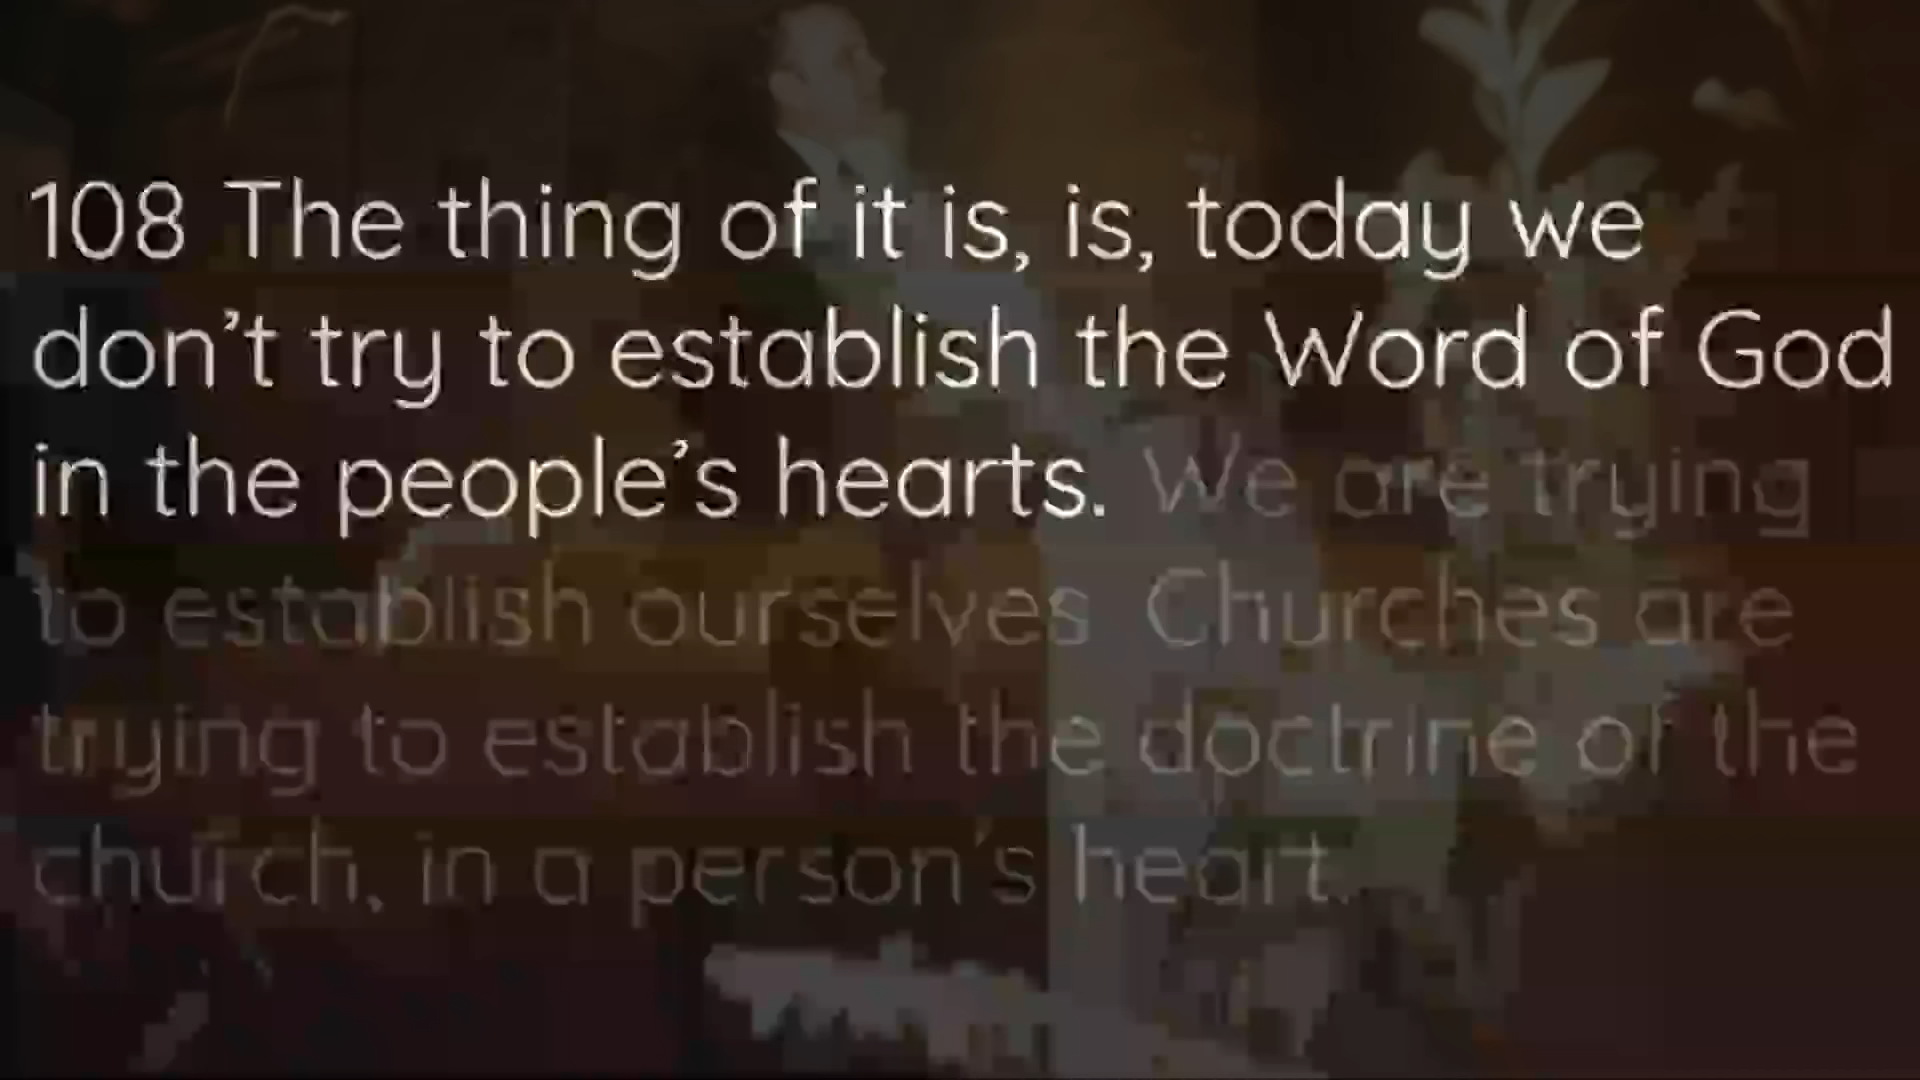 108 The thing of it is, is, today we
don't try to establish the Word of God
in the people's hearts. We are trying
to establish ourselves. Churches are
trying to establish the doctrine of the
church, in a person's heart.